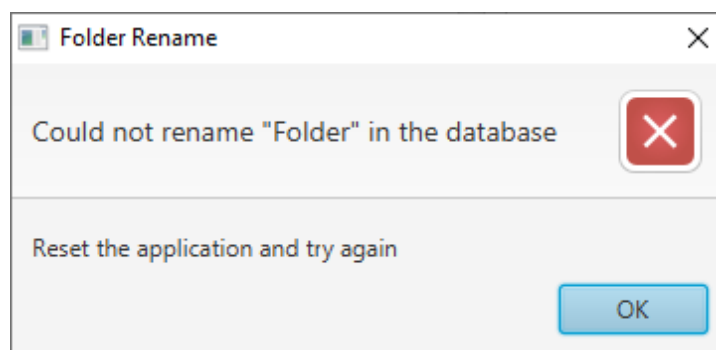 Folder Rename
Could not rename "Folder" in the database
Reset the application and try again
OK